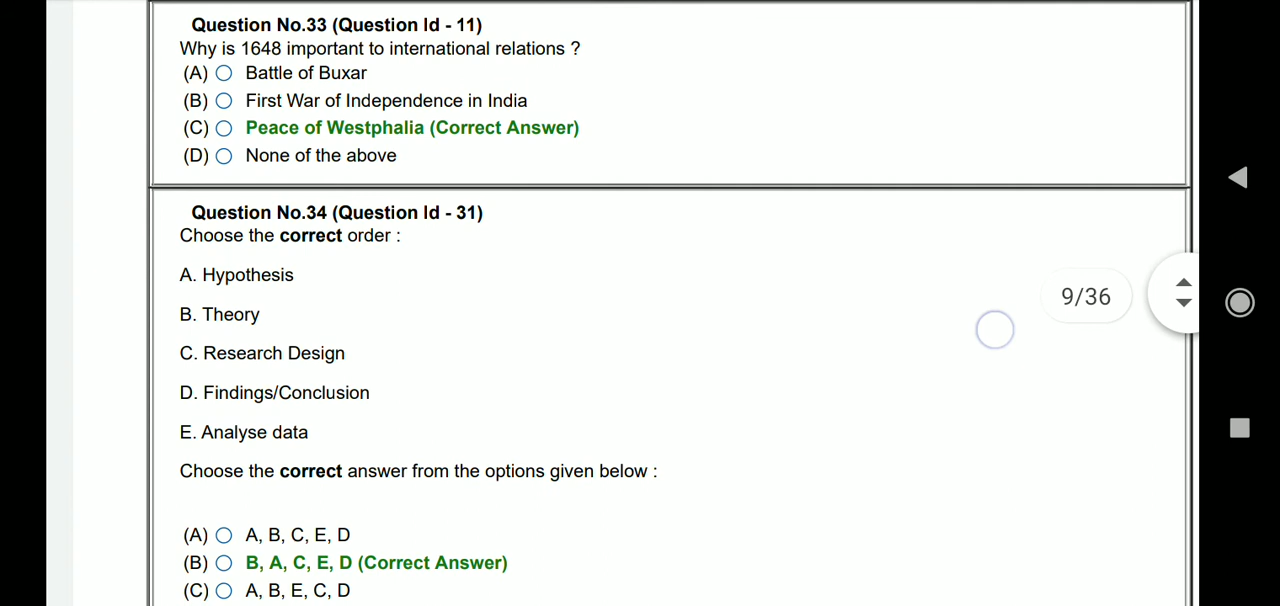 Question No.33 (Question Id - 11)
Why is 1648 important to international relations ?
(A) Battle of Buxar
(B) First War of Independence in India
(C) Peace of Westphalia (Correct Answer)
(D) None of the above
Question No.34 (Question Id - 31)
Choose the correct order :
A. Hypothesis
B. Theory
C. Research Design
9/36
D. Findings/Conclusion
E. Analyse data
Choose the correct answer from the options given below :
(A) A, B, C, E, D
(B) B, A, C, E, D (Correct Answer)
(C) A, B, E, C, D